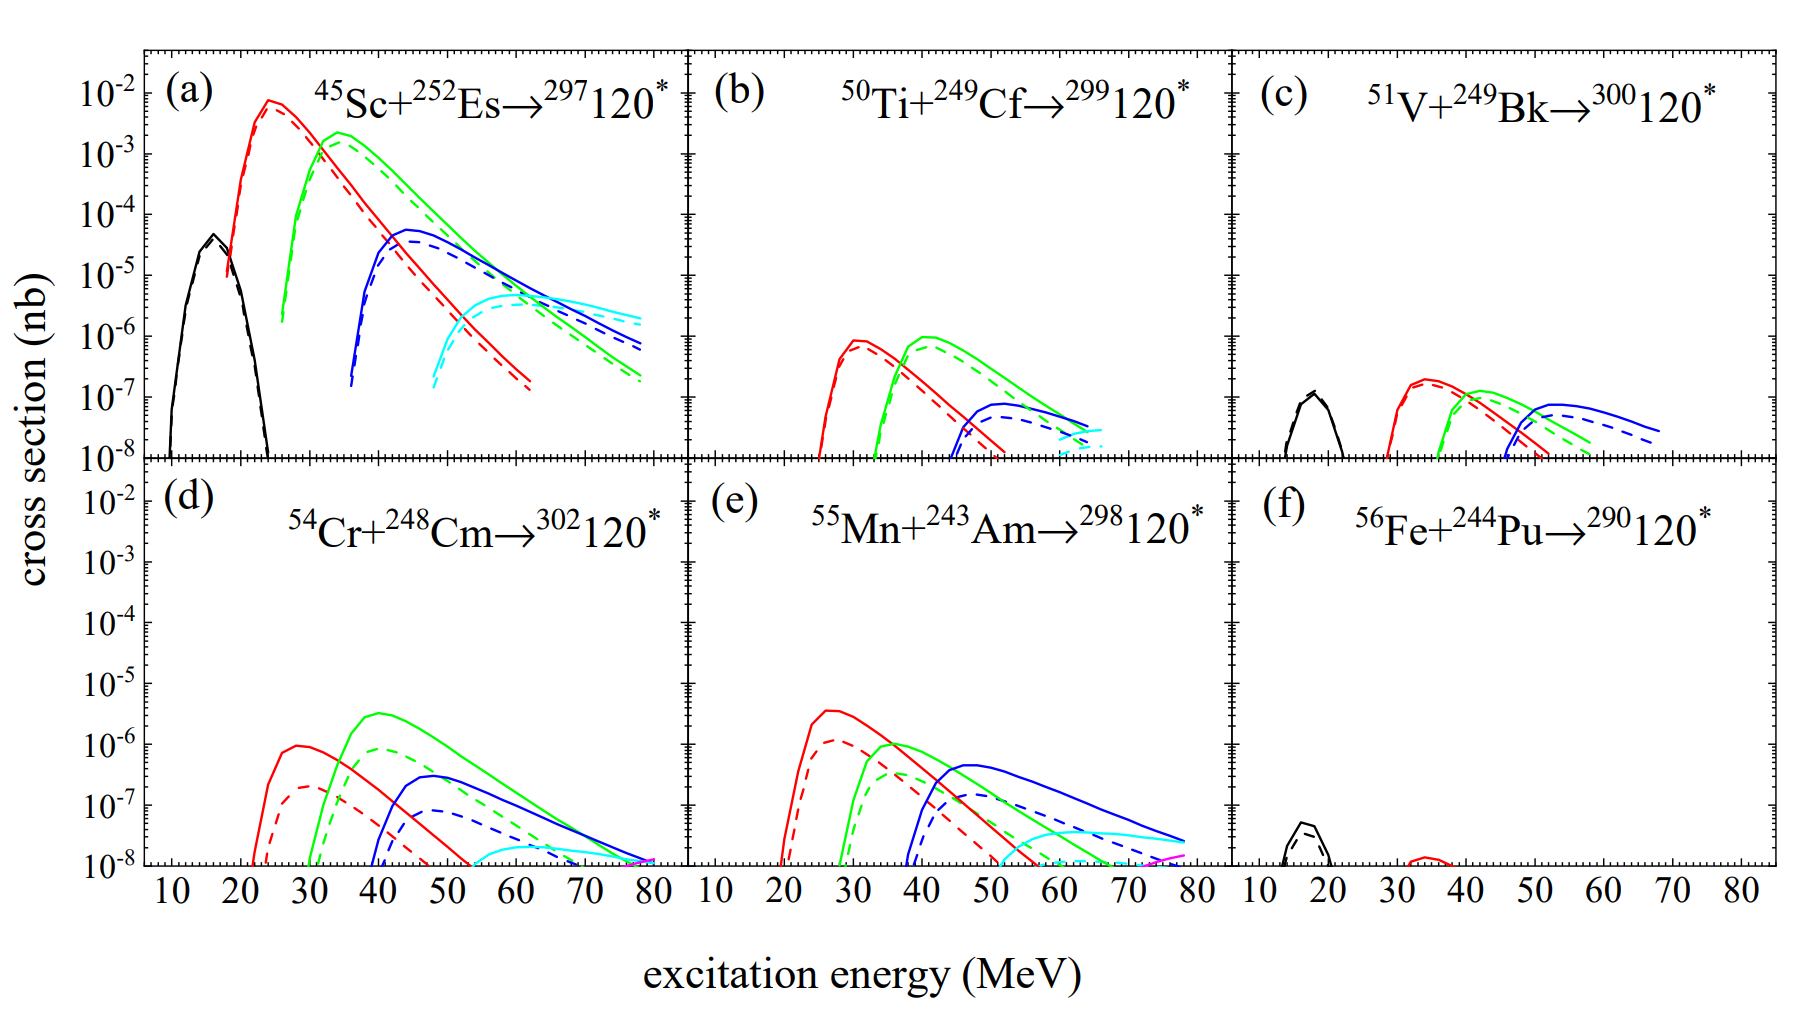 (a) ⁴⁵Sc+²⁵²Es→²⁹⁷120*
(b) ⁵⁰Ti+²⁴⁹Cf→²⁹⁹120*
(c) ⁵¹V+²⁴⁹Bk→³⁰⁰120*
10⁻²
10⁻³
10⁻⁴
10⁻⁵
10⁻⁶
10⁻⁷
10⁻⁸
cross section (nb)
(d) ⁵⁴Cr+²⁴⁸Cm→³⁰²120*
(e) ⁵⁵Mn+²⁴³Am→²⁹⁸120*
(f) ⁵⁶Fe+²⁴⁴Pu→²⁹⁰120*
10⁻²
10⁻³
10⁻⁴
10⁻⁵
10⁻⁶
10⁻⁷
10⁻⁸
10 20 30 40 50 60 70 80 10 20 30 40 50 60 70 80 10 20 30 40 50 60 70 80
excitation energy (MeV)